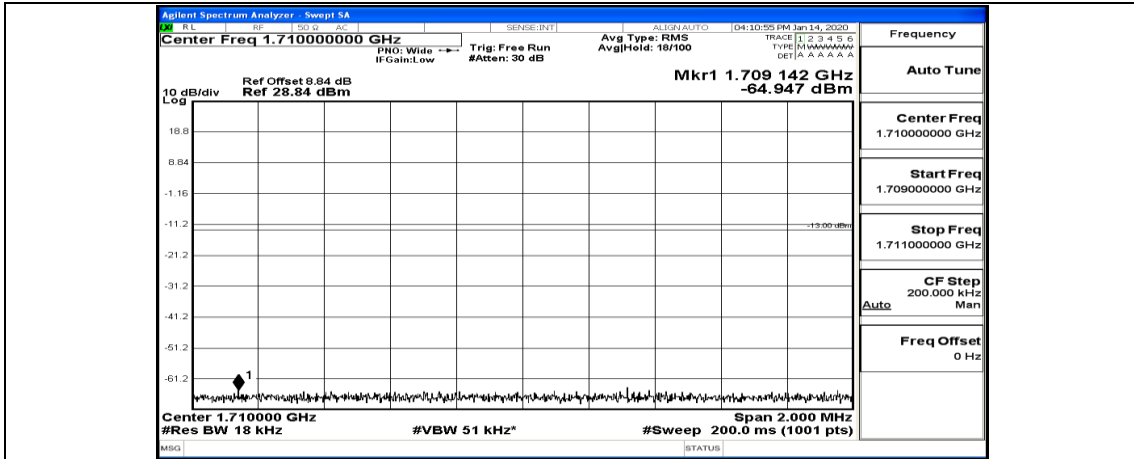 Agilent Spectrum Analyzer - Swept SA
RL RF 50 Ω AC SENSE:INT ALIGN AUTO 04:10:55 PM Jan 14, 2020
Center Freq 1.710000000 GHz
PNO: Wide
IFGain:Low
Trig: Free Run
#Atten: 30 dB
Avg Type: RMS
Avg|Hold: 18/100
TRACE 1 2 3 4 5 6
TYPE M WWWWW
DET A A A A A A
Ref Offset 8.84 dB
Ref 28.84 dBm
Mkr1 1.709 142 GHz
-64.947 dBm
10 dB/div
Log
18.8
8.84
-1.16
-11.2
-21.2
-31.2
-41.2
-51.2
-61.2
-13.00 dBm
1
Center 1.710000 GHz
Span 2.000 MHz
#Res BW 18 kHz
#VBW 51 kHz*
#Sweep 200.0 ms (1001 pts)
MSG
STATUS
Frequency
Auto Tune
Center Freq
1.710000000 GHz
Start Freq
1.709000000 GHz
Stop Freq
1.711000000 GHz
CF Step
200.000 kHz
Auto Man
Freq Offset
0 Hz